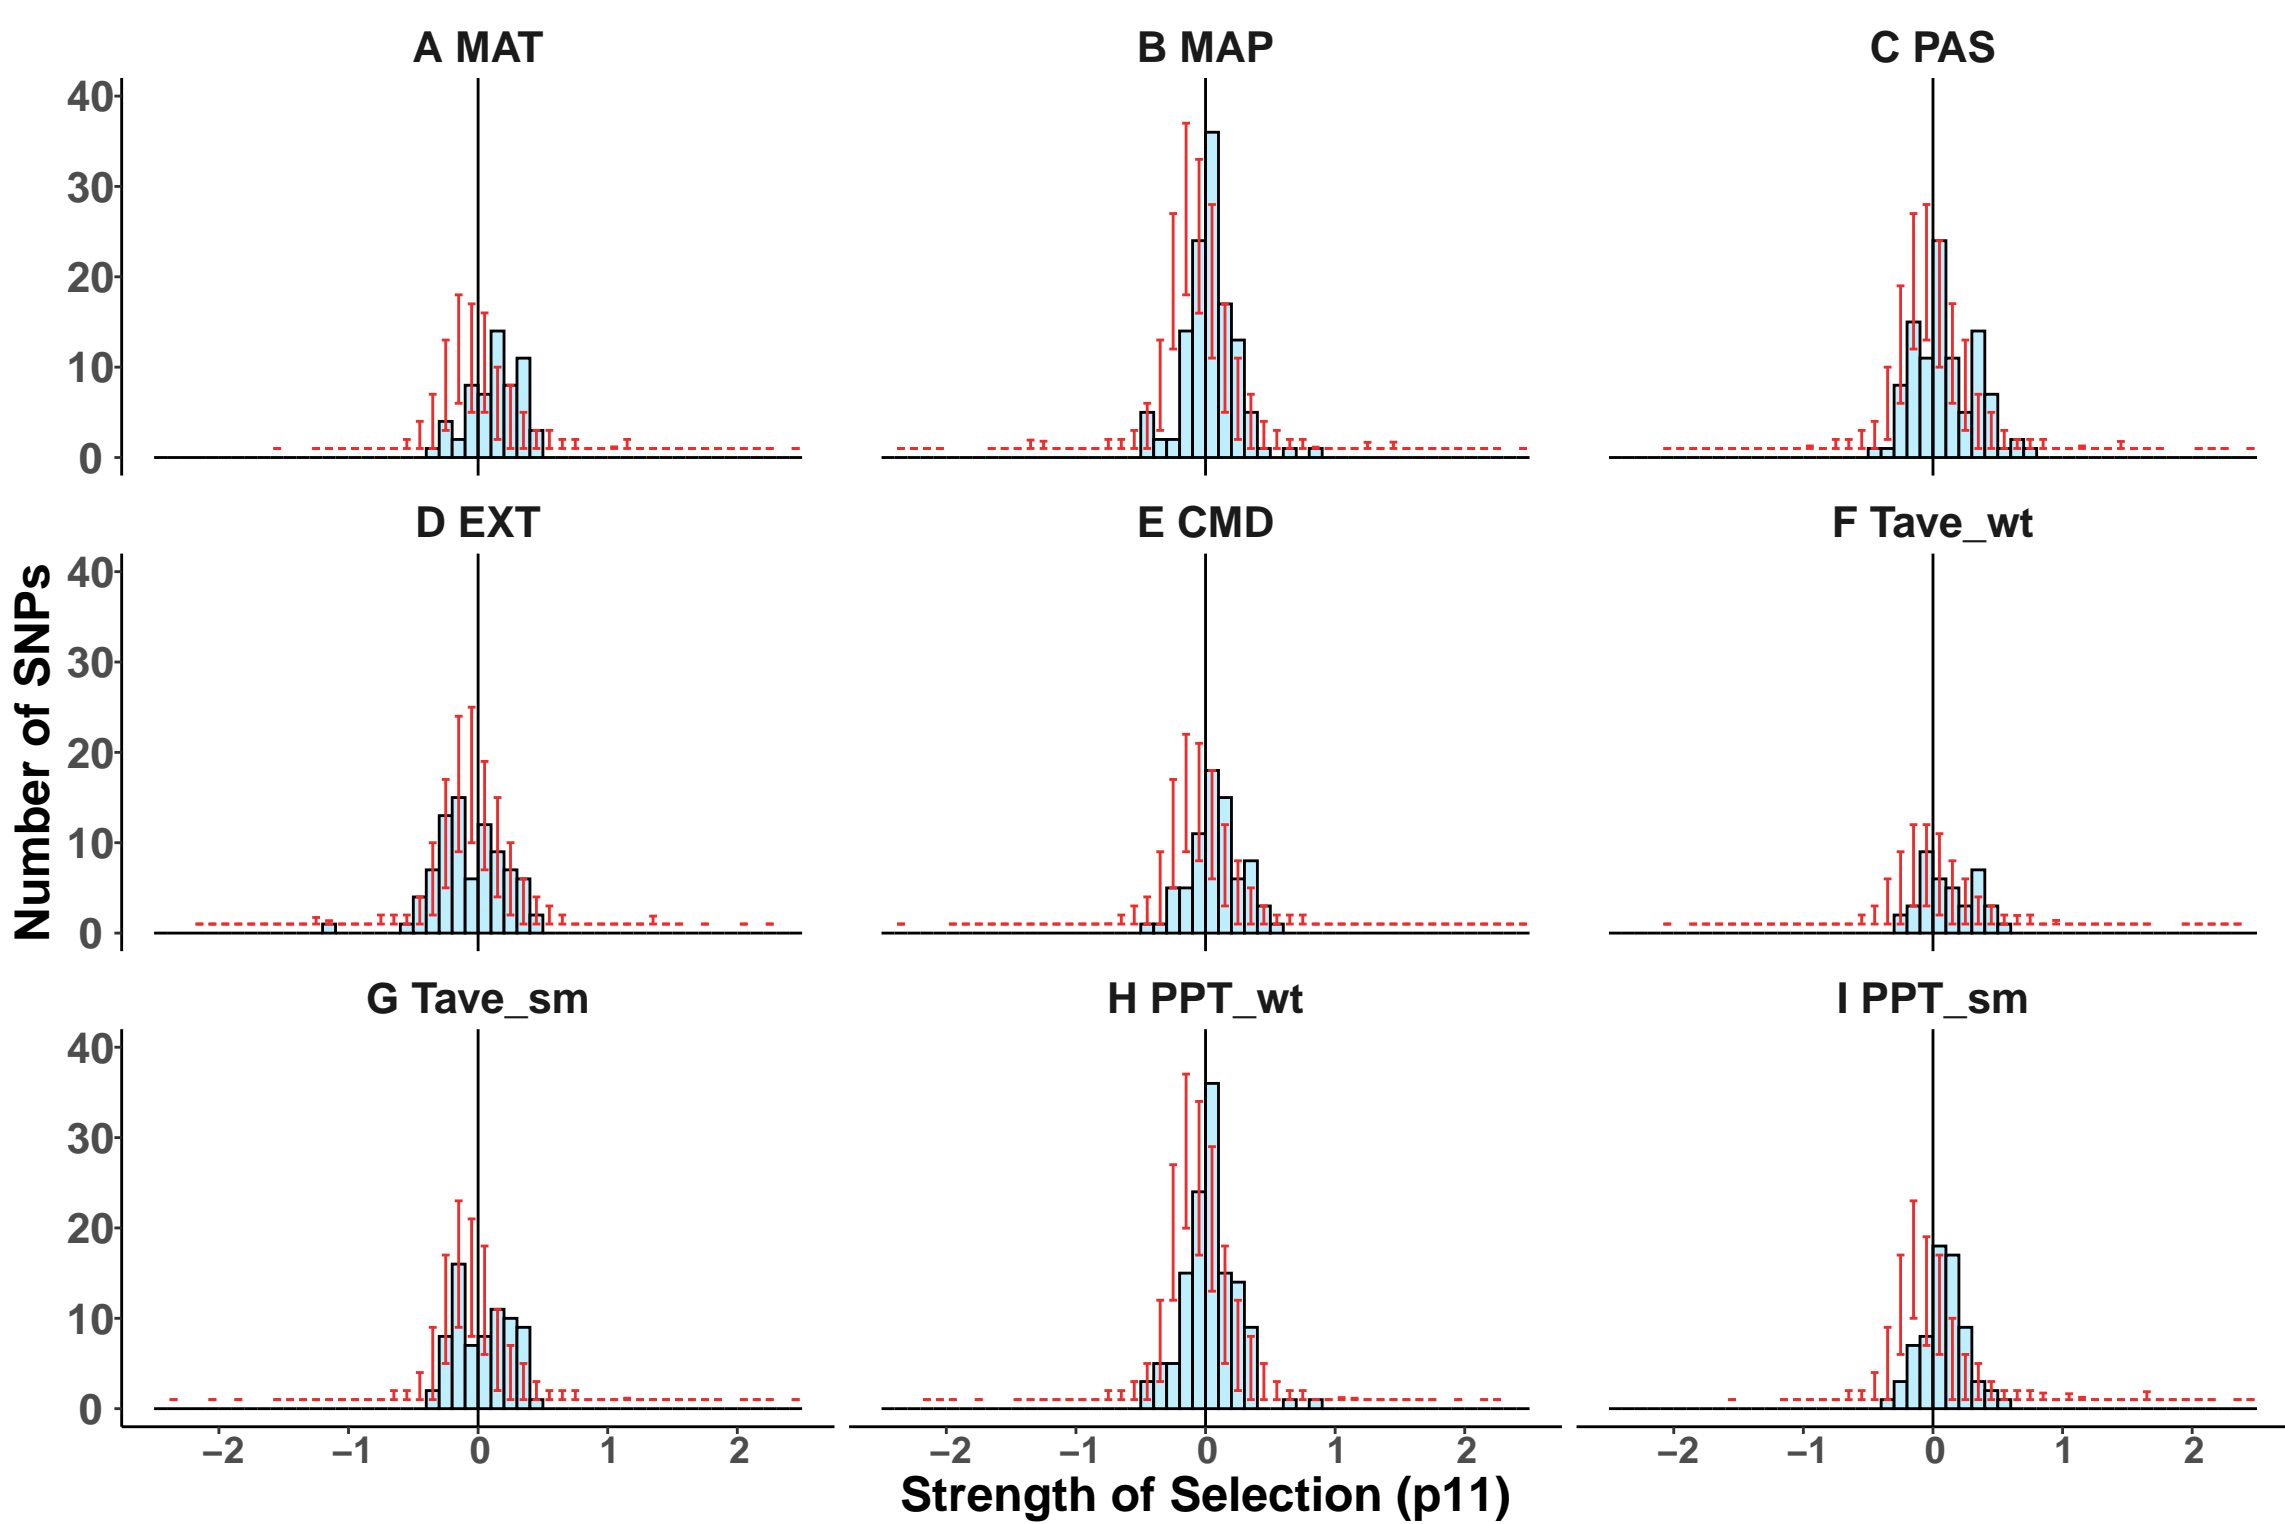 A MAT B MAP C PAS
40
30
20
10
0
D EXT E CMD F Tave_wt
40
30
20
10
0
Number of SNPs
G Tave_sm H PPT_wt I PPT_sm
40
30
20
10
0
−2 −1 0 1 2 −2 −1 0 1 2 −2 −1 0 1 2
Strength of Selection (p11)